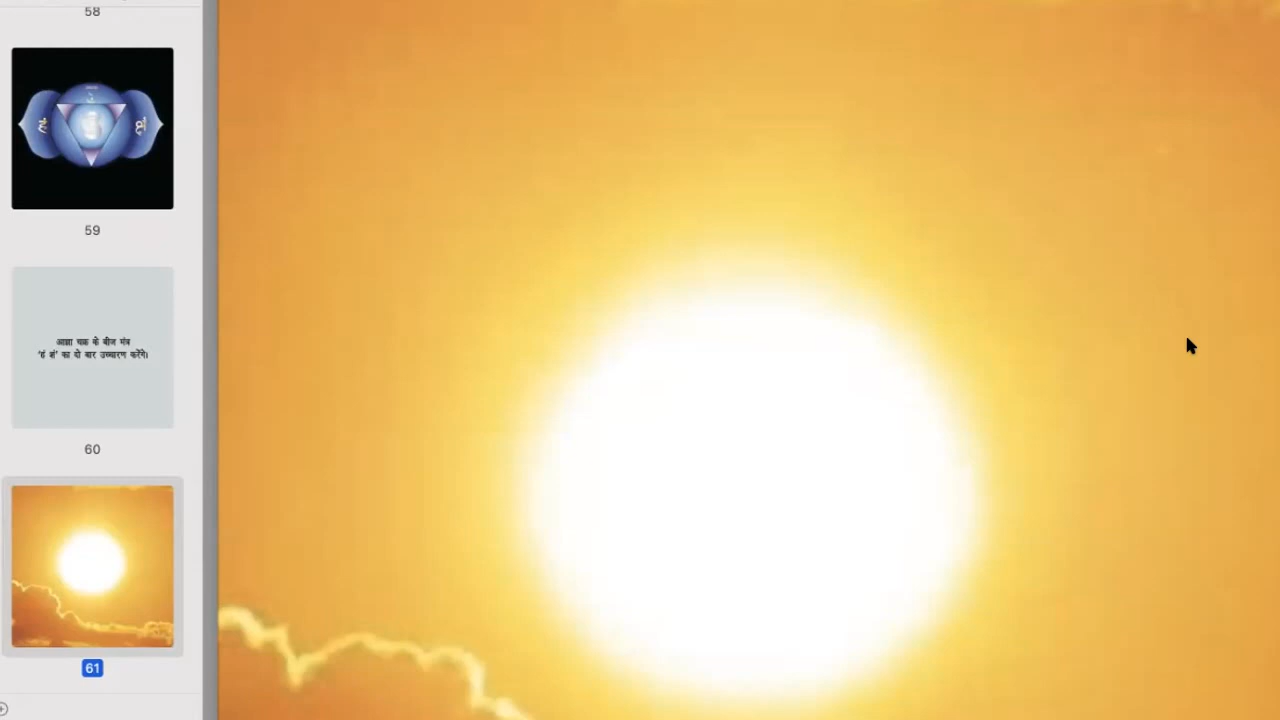 58
59
आज्ञा चक्र के बीज मंत्र
'हं क्षं' का दो बार उच्चारण करेंगे।
60
61